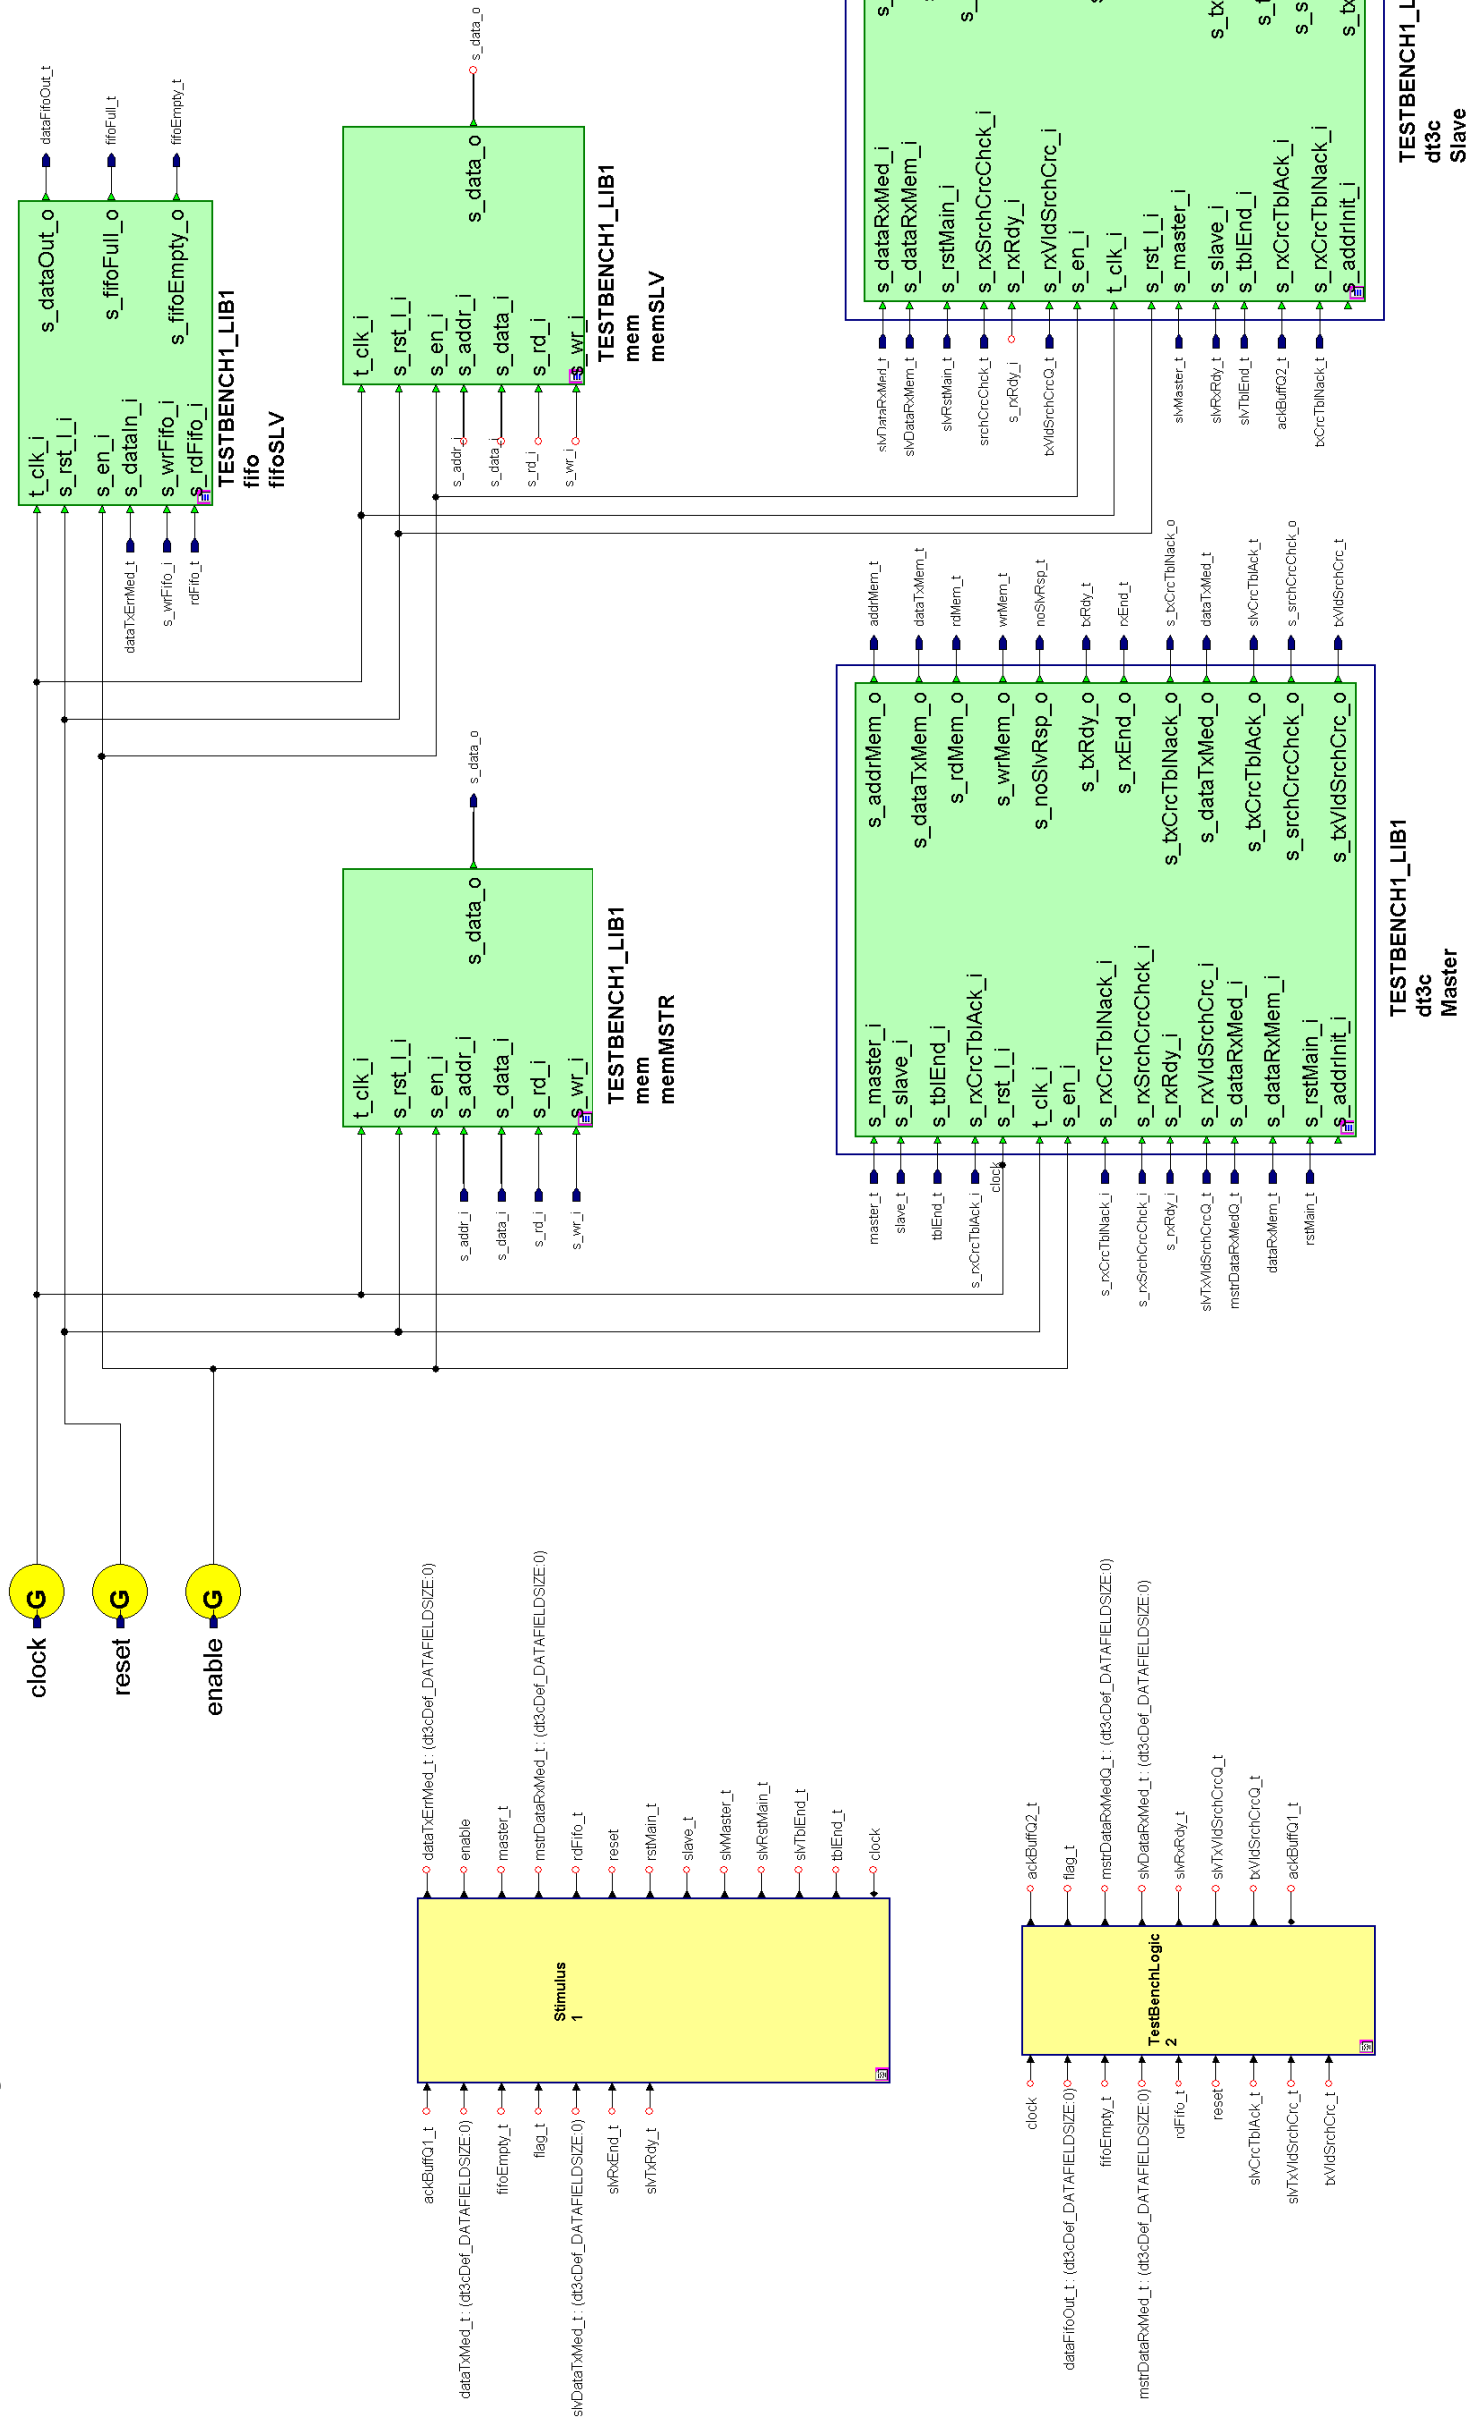 clock
G
reset
G
enable
G
t_clk_i
s_rst_l_i
s_en_i
s_dataIn_i
s_wrFifo_i
s_rdFifo_i
dataTxErrMed_t
s_wrFifo_i
rdFifo_t
s_dataOut_o
s_fifoFull_o
s_fifoEmpty_o
dataFifoOut_t
fifoFull_t
fifoEmpty_t
TESTBENCH1_LIB1
fifo
fifoSLV
t_clk_i
s_rst_l_i
s_en_i
s_addr_i
s_data_i
s_rd_i
s_wr_i
s_addr_i
s_data_i
s_rd_i
s_wr_i
s_data_o
s_data_o
TESTBENCH1_LIB1
mem
memMSTR
t_clk_i
s_rst_l_i
s_en_i
s_addr_i
s_data_i
s_rd_i
s_wr_i
s_addr_i
s_data_i
s_rd_i
s_wr_i
s_data_o
s_data_o
TESTBENCH1_LIB1
mem
memSLV
ackBuffQ1_t
dataTxMed_t : (dt3cDef_DATAFIELDSIZE:0)
fifoEmpty_t
flag_t
slvDataTxMed_t : (dt3cDef_DATAFIELDSIZE:0)
slvRxEnd_t
slvTxRdy_t
Stimulus
1
dataTxErrMed_t : (dt3cDef_DATAFIELDSIZE:0)
enable
master_t
mstrDataRxMed_t : (dt3cDef_DATAFIELDSIZE:0)
rdFifo_t
reset
rstMain_t
slave_t
slvMaster_t
slvRstMain_t
slvTblEnd_t
tblEnd_t
clock
clock
dataFifoOut_t : (dt3cDef_DATAFIELDSIZE:0)
fifoEmpty_t
mstrDataRxMed_t : (dt3cDef_DATAFIELDSIZE:0)
rdFifo_t
reset
slvCrcTblAck_t
slvTxVldSrchCrc_t
txVldSrchCrc_t
TestBenchLogic
2
ackBuffQ2_t
flag_t
mstrDataRxMedQ_t : (dt3cDef_DATAFIELDSIZE:0)
slvDataRxMed_t : (dt3cDef_DATAFIELDSIZE:0)
slvRxRdy_t
slvTxVldSrchCrcQ_t
txVldSrchCrcQ_t
ackBuffQ1_t
master_t
slave_t
tblEnd_t
s_rxCrcTblAck_i
clock
s_rxCrcTblNack_i
s_rxSrchCrcChck_i
s_rxRdy_i
slvTxVldSrchCrcQ_t
mstrDataRxMedQ_t
dataRxMem_t
rstMain_t
s_master_i
s_slave_i
s_tblEnd_i
s_rxCrcTblAck_i
s_rst_l_i
t_clk_i
s_en_i
s_rxCrcTblNack_i
s_rxSrchCrcChck_i
s_rxRdy_i
s_rxVldSrchCrc_i
s_dataRxMed_i
s_dataRxMem_i
s_rstMain_i
s_addrInit_i
s_addrMem_o
s_dataTxMem_o
s_rdMem_o
s_wrMem_o
s_noSlvRsp_o
s_txRdy_o
s_rxEnd_o
s_txCrcTblNack_o
s_dataTxMed_o
s_txCrcTblAck_o
s_srchCrcChck_o
s_txVldSrchCrc_o
addrMem_t
dataTxMem_t
rdMem_t
wrMem_t
noSlvRsp_t
txRdy_t
rxEnd_t
s_txCrcTblNack_o
dataTxMed_t
slvCrcTblAck_t
s_srchCrcChck_o
txVldSrchCrc_t
TESTBENCH1_LIB1
dt3c
Master
slvDataRxMed_t
slvDataRxMem_t
slvRstMain_t
srchCrcChck_t
s_rxRdy_i
txVldSrchCrcQ_t
slvMaster_t
slvRxRdy_t
slvTblEnd_t
ackBuffQ2_t
txCrcTblNack_t
s_dataRxMed_i
s_dataRxMem_i
s_rstMain_i
s_rxSrchCrcChck_i
s_rxRdy_i
s_rxVldSrchCrc_i
s_en_i
t_clk_i
s_rst_l_i
s_master_i
s_slave_i
s_tblEnd_i
s_rxCrcTblAck_i
s_rxCrcTblNack_i
s_addrInit_i
s_tx
s_tx
TESTBENCH1_L
dt3c
Slave